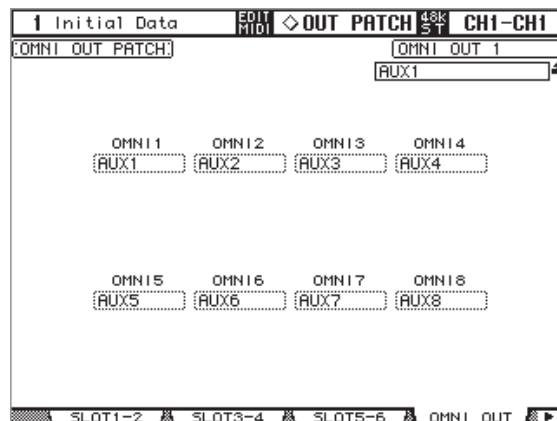 1 Initial Data EDIT MIDI ◇OUT PATCH 48k ST CH1-CH1
OMNI OUT PATCH OMNI OUT 1
AUX1
OMNI1 OMNI2 OMNI3 OMNI4
AUX1 AUX2 AUX3 AUX4
OMNI5 OMNI6 OMNI7 OMNI8
AUX5 AUX6 AUX7 AUX8
SLOT1-2 SLOT3-4 SLOT5-6 OMNI OUT